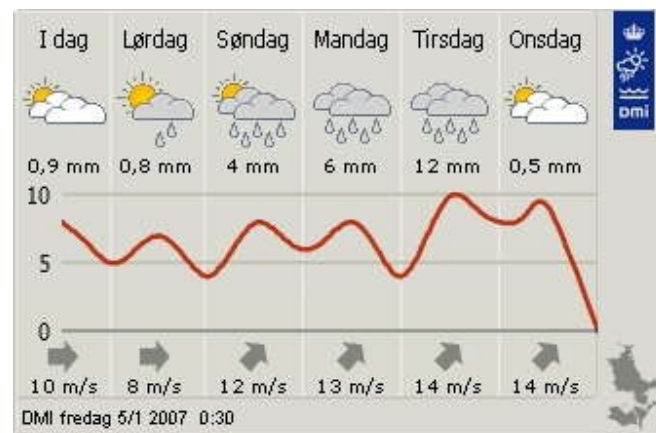 I dag Lørdag Søndag Mandag Tirsdag Onsdag
DMI
0,9 mm 0,8 mm 4 mm 6 mm 12 mm 0,5 mm
10
5
0
10 m/s 8 m/s 12 m/s 13 m/s 14 m/s 14 m/s
DMI fredag 5/1 2007 0:30